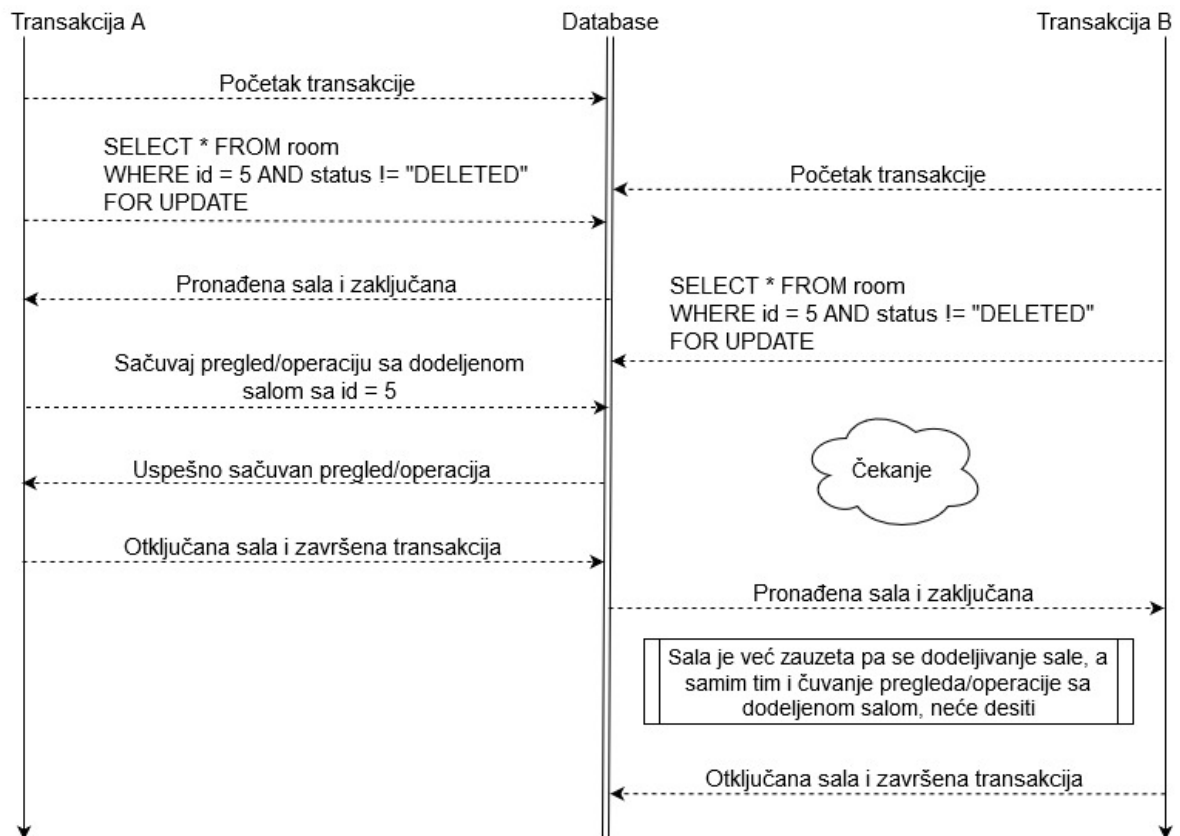 Transakcija A
Database
Transakcija B
Početak transakcije
SELECT * FROM room
WHERE id = 5 AND status != "DELETED"
FOR UPDATE
Početak transakcije
Pronađena sala i zaključana
SELECT * FROM room
WHERE id = 5 AND status != "DELETED"
FOR UPDATE
Sačuvaj pregled/operaciju sa dodeljenom
salom sa id = 5
Čekanje
Uspešno sačuvan pregled/operacija
Otključana sala i završena transakcija
Pronađena sala i zaključana
Sala je već zauzeta pa se dodeljivanje sale, a
samim tim i čuvanje pregleda/operacije sa
dodeljenom salom, neće desiti
Otključana sala i završena transakcija